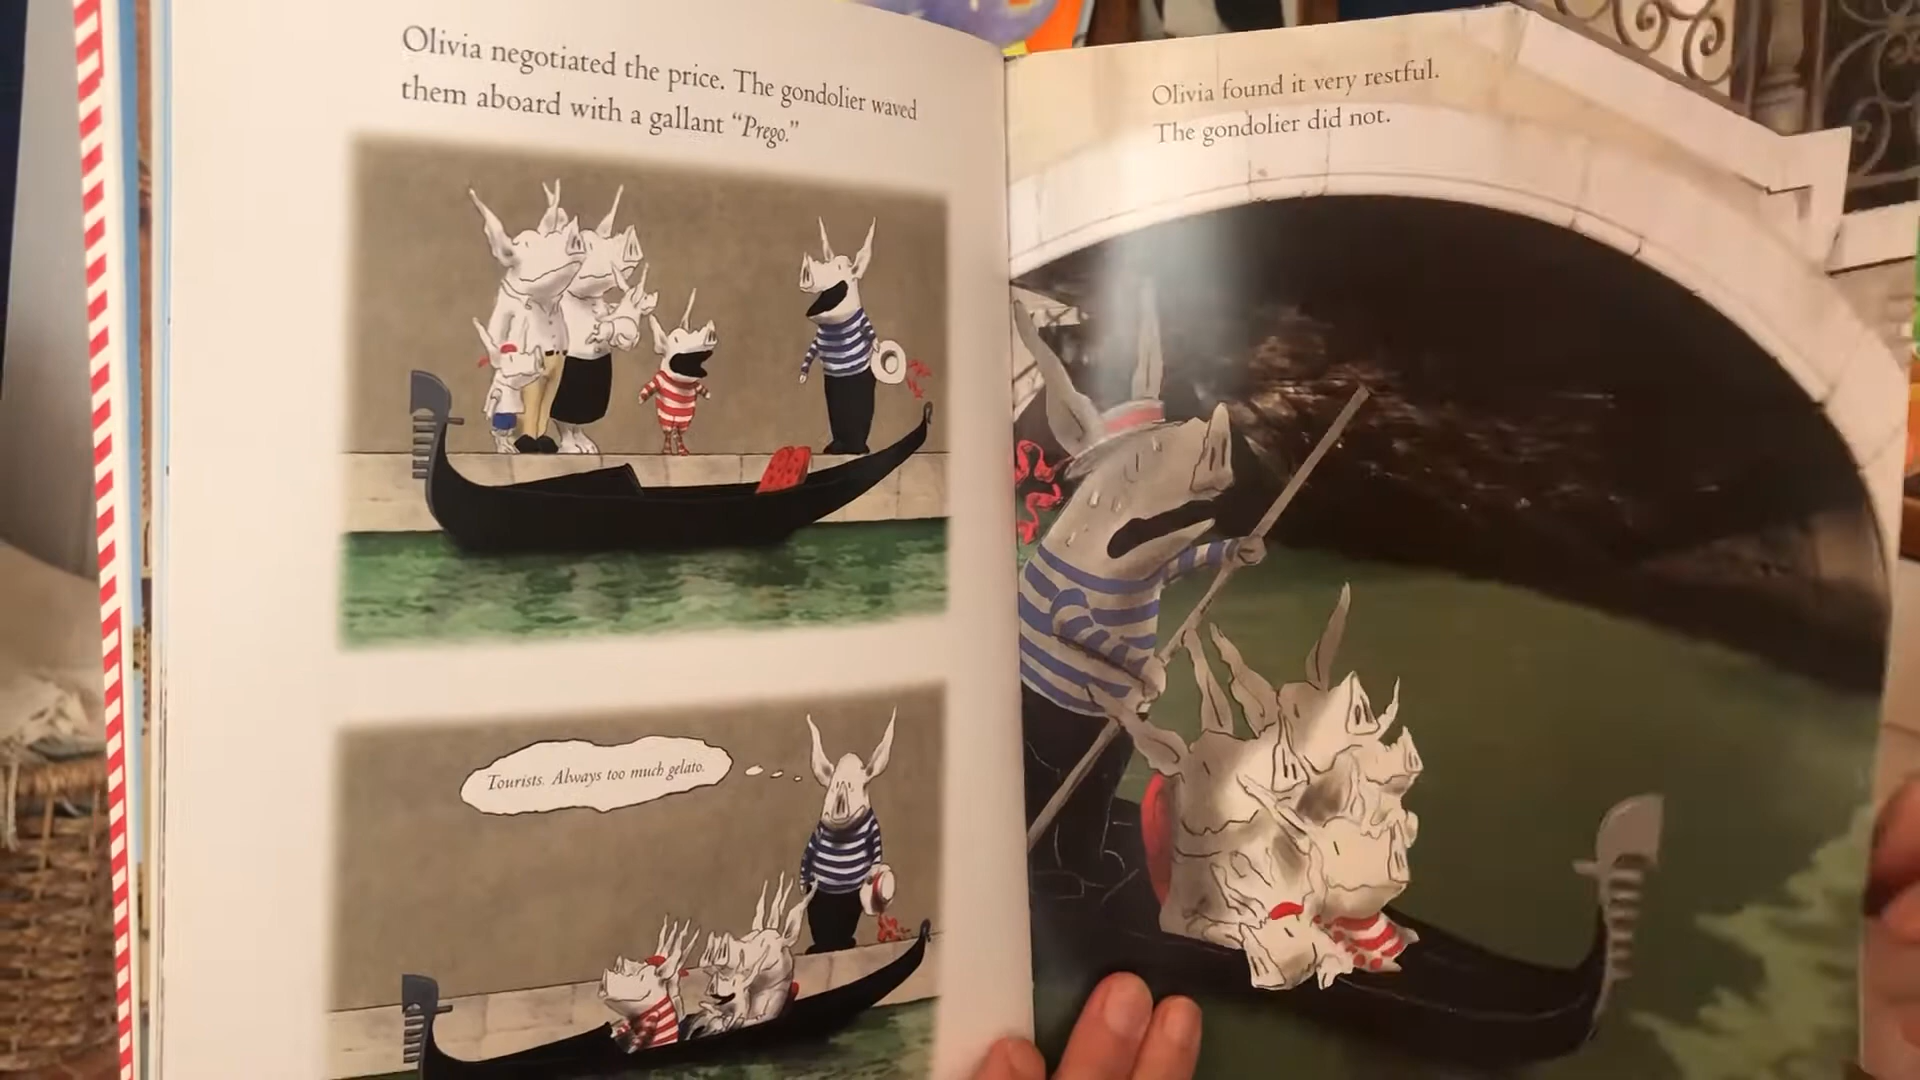 Olivia negotiated the price. The gondolier waved
them aboard with a gallant “Prego.”
Tourists. Always too much gelato.
Olivia found it very restful.
The gondolier did not.